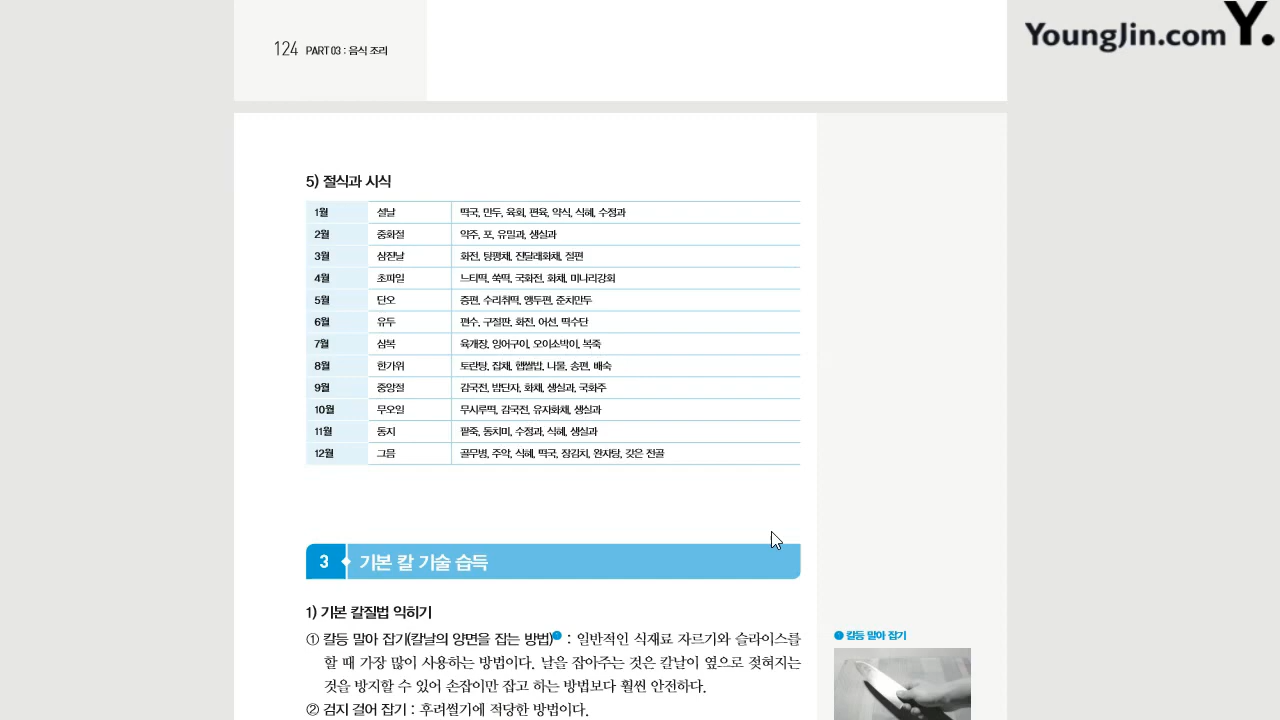 124 PART 03 : 음식 조리
YoungJin.com Y.
5) 절식과 시식
1월 설날 떡국, 만두, 육회, 편육, 약식, 식혜, 수정과
2월 중화절 약주, 포, 유밀과, 생실과
3월 삼짇날 화전, 탕평채, 진달래화채, 절편
4월 초파일 느티떡, 쑥떡, 국화전, 화채, 미나리강회
5월 단오 증편, 수리취떡, 앵두편, 준치만두
6월 유두 편수, 구절판, 화전, 어선, 떡수단
7월 삼복 육개장, 잉어구이, 오이소박이, 복죽
8월 한가위 토란탕, 잡채, 햅쌀밥, 나물, 송편, 배숙
9월 중양절 감국전, 밤단자, 화채, 생실과, 국화주
10월 무오일 무시루떡, 감국전, 유자화채, 생실과
11월 동지 팥죽, 동치미, 수정과, 식혜, 생실과
12월 그믐 골무병, 주악, 식혜, 떡국, 장김치, 완자탕, 갖은 전골
3 기본 칼 기술 습득
1) 기본 칼질법 익히기
① 칼등 말아 잡기(칼날의 양면을 잡는 방법)❶ : 일반적인 식재료 자르기와 슬라이스를
할 때 가장 많이 사용하는 방법이다. 날을 잡아주는 것은 칼날이 옆으로 젖혀지는
것을 방지할 수 있어 손잡이만 잡고 하는 방법보다 훨씬 안전하다.
② 검지 걸어 잡기 : 후려썰기에 적당한 방법이다.
❶ 칼등 말아 잡기